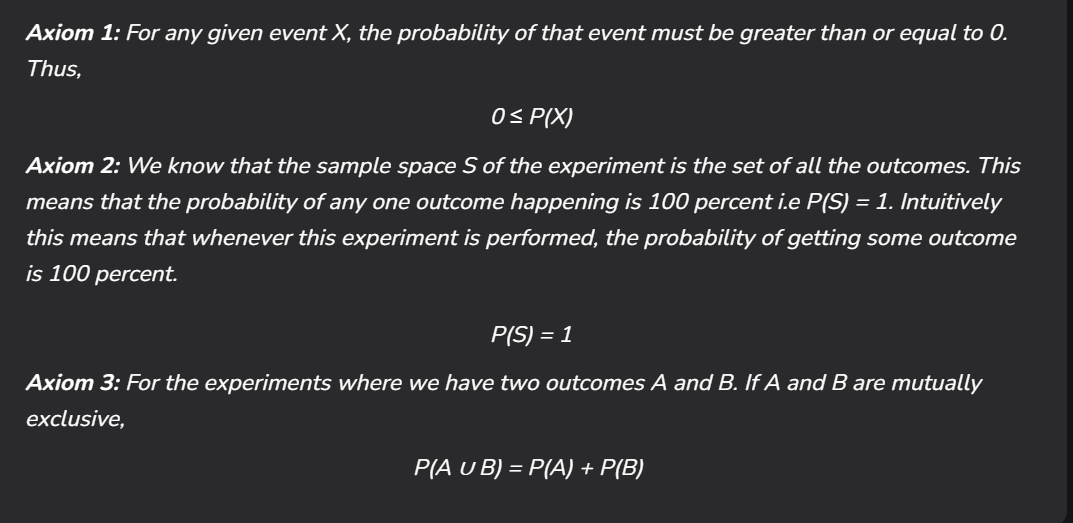 Axiom 1: For any given event X, the probability of that event must be greater than or equal to 0.
Thus,
0 ≤ P(X)
Axiom 2: We know that the sample space S of the experiment is the set of all the outcomes. This
means that the probability of any one outcome happening is 100 percent i.e P(S) = 1. Intuitively
this means that whenever this experiment is performed, the probability of getting some outcome
is 100 percent.
P(S) = 1
Axiom 3: For the experiments where we have two outcomes A and B. If A and B are mutually
exclusive,
P(A ∪ B) = P(A) + P(B)